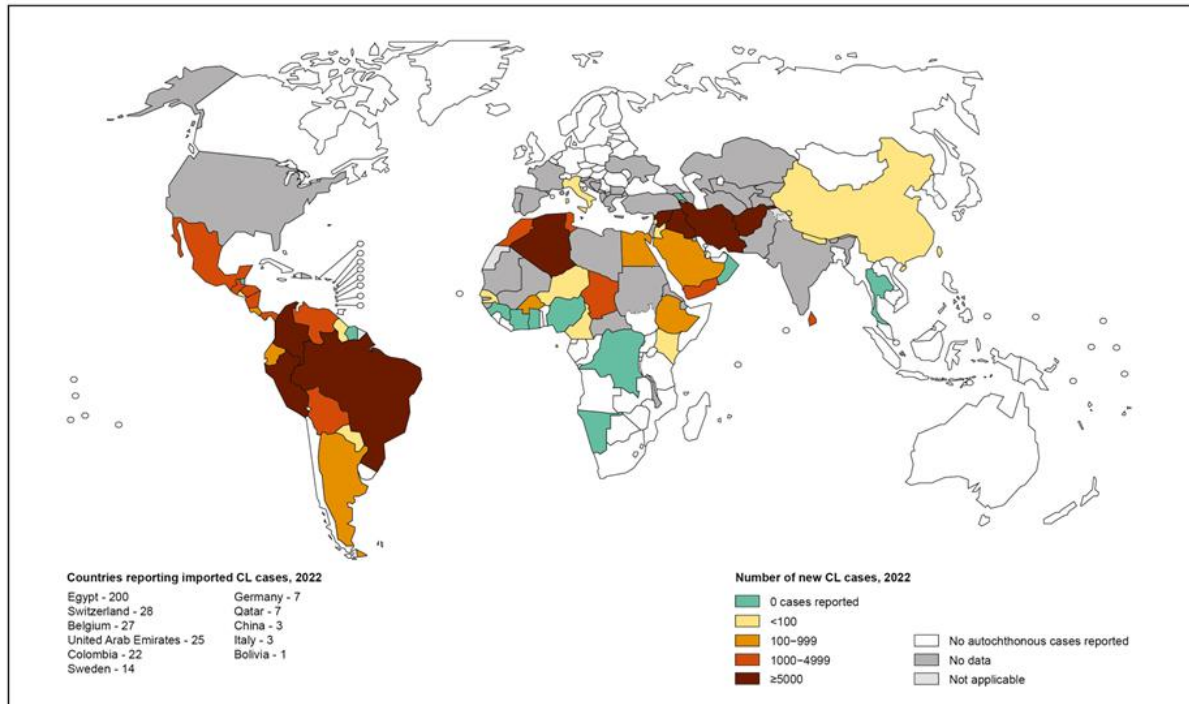 Countries reporting imported CL cases, 2022
Egypt - 200
Switzerland - 28
Belgium - 27
United Arab Emirates - 25
Colombia - 22
Sweden - 14
Germany - 7
Qatar - 7
China - 3
Italy - 3
Bolivia - 1
Number of new CL cases, 2022
0 cases reported
<100
100–999
1000–4999
≥5000
No autochthonous cases reported
No data
Not applicable